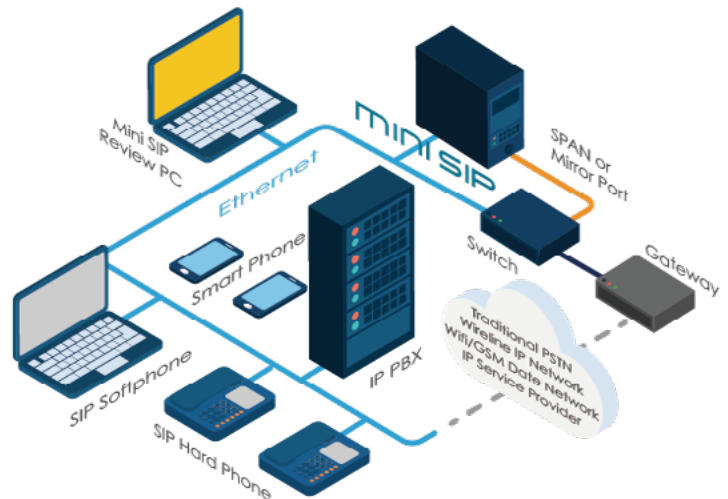 Mini SIP
Review PC
MINI SIP
SPAN or
Mirror Port
Ethernet
Switch
Gateway
Smart Phone
Traditional PSTN
Wireline IP Network
Wifi/GSM Date Network
IP Service Provider
IP PBX
SIP Softphone
SIP Hard Phone